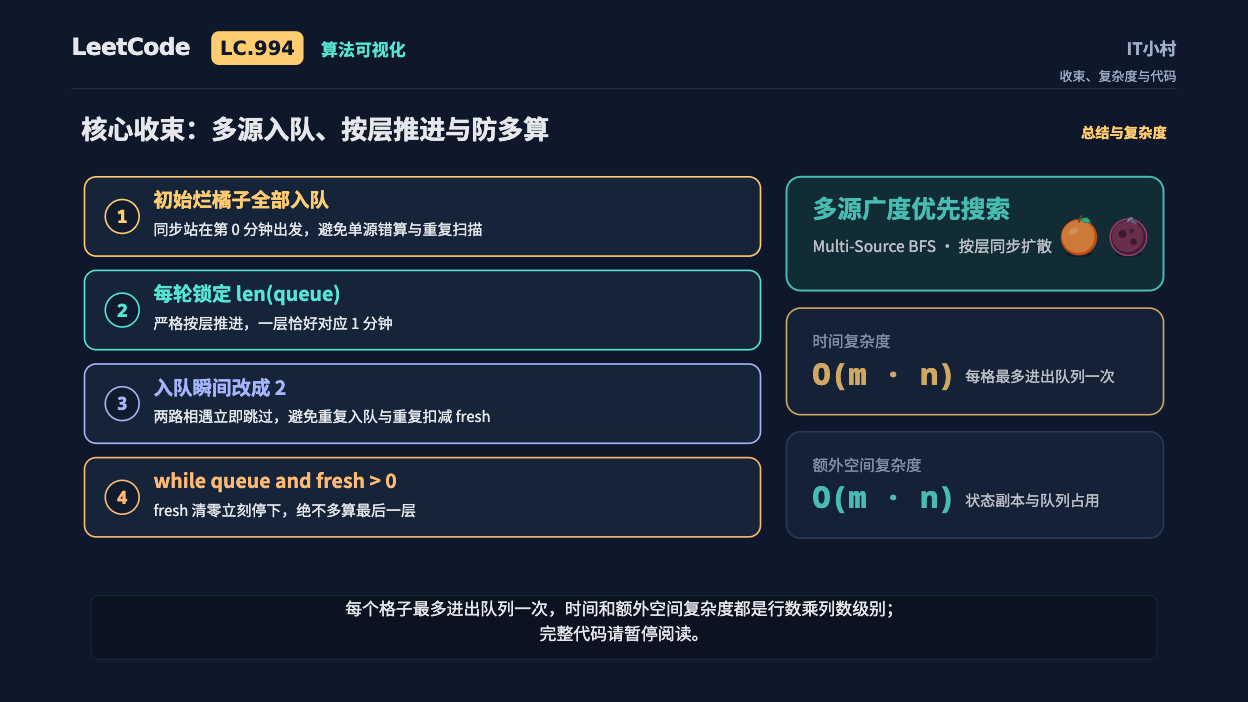 LeetCode LC.994 算法可视化
IT小村
收束、复杂度与代码
核心收束：多源入队、按层推进与防多算
总结与复杂度
1 初始烂橘子全部入队
同步站在第 0 分钟出发，避免单源错算与重复扫描
2 每轮锁定 len(queue)
严格按层推进，一层恰好对应 1 分钟
3 入队瞬间改成 2
两路相遇立即跳过，避免重复入队与重复扣减 fresh
4 while queue and fresh > 0
fresh 清零立刻停下，绝不多算最后一层
多源广度优先搜索
Multi-Source BFS · 按层同步扩散
时间复杂度
O(m · n) 每格最多进出队列一次
额外空间复杂度
O(m · n) 状态副本与队列占用
每个格子最多进出队列一次，时间和额外空间复杂度都是行数乘列数级别；
完整代码请暂停阅读。